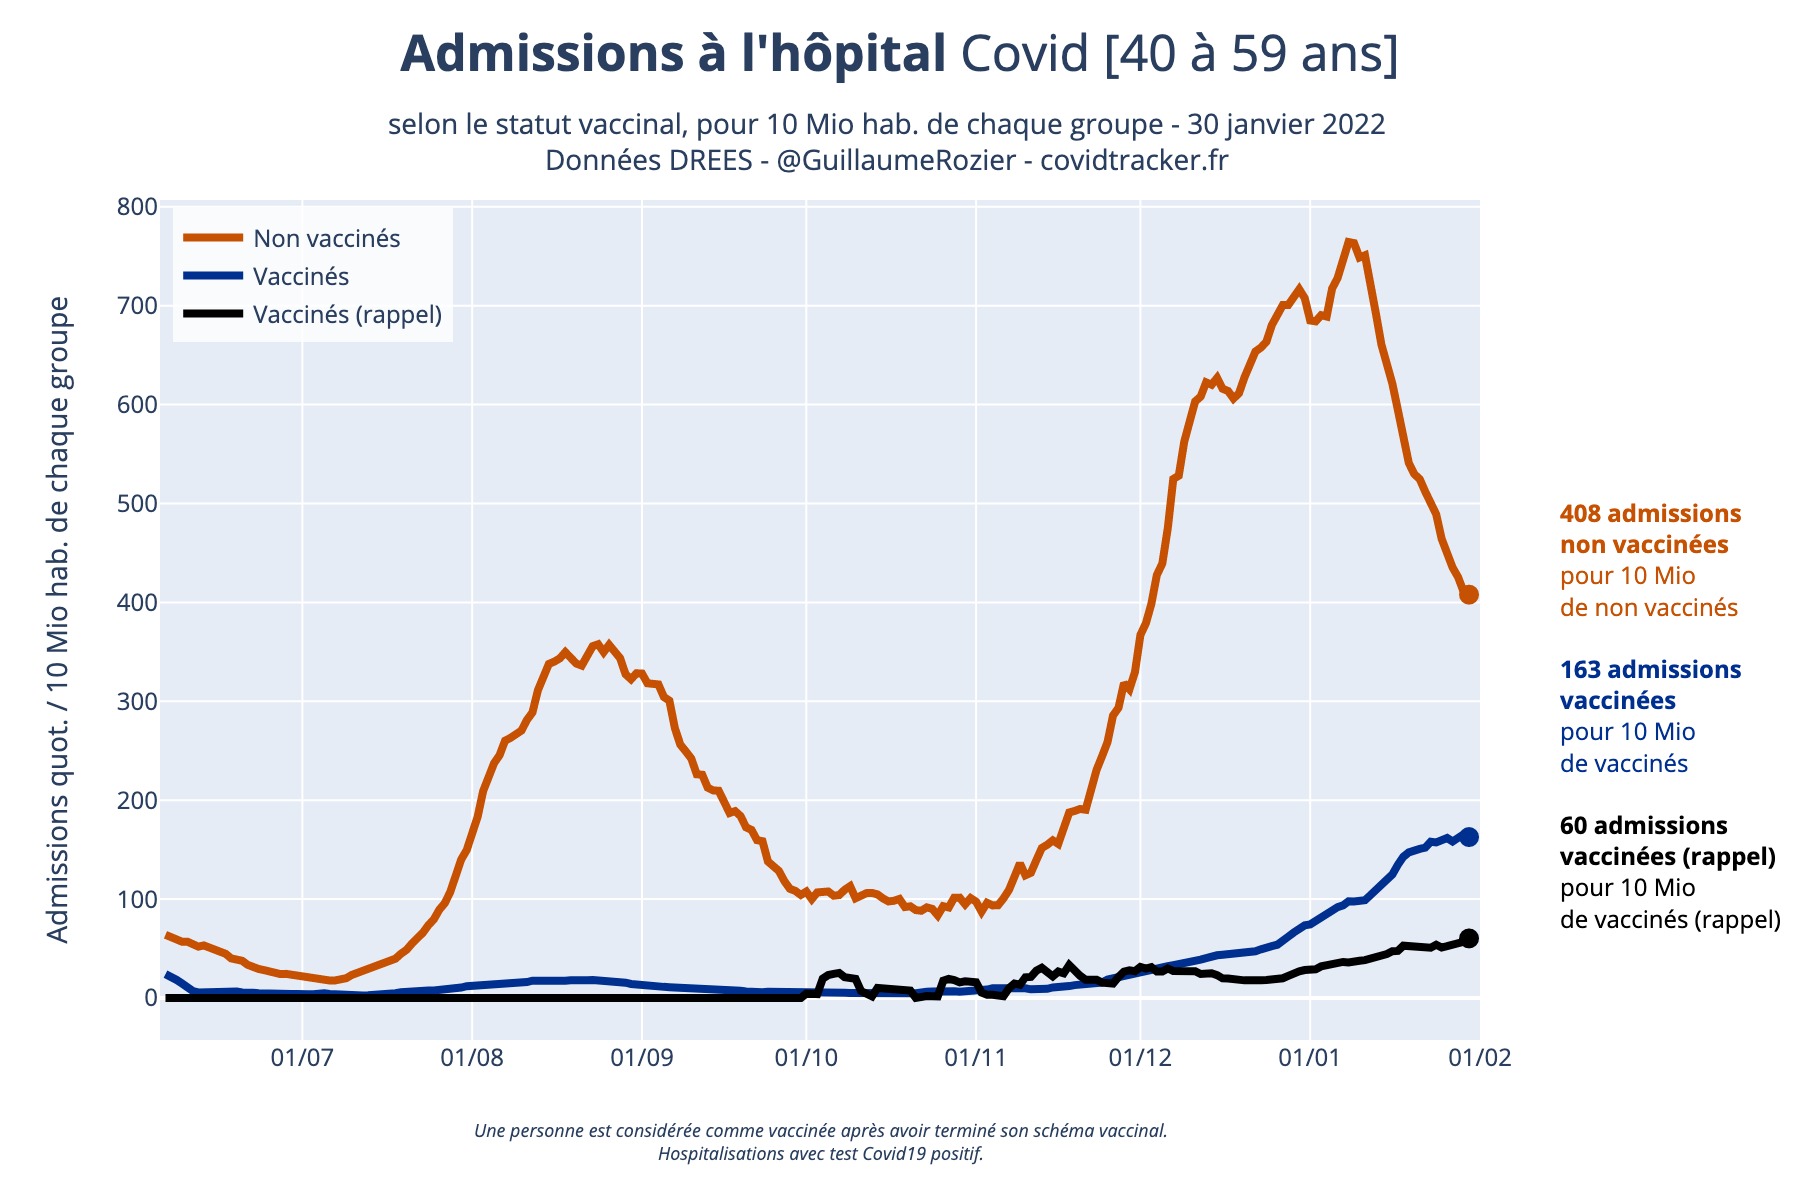 Admissions à l'hôpital Covid [40 à 59 ans]
selon le statut vaccinal, pour 10 Mio hab. de chaque groupe - 30 janvier 2022
Données DREES - @GuillaumeRozier - covidtracker.fr
Admissions quot. / 10 Mio hab. de chaque groupe
800
700
600
500
400
300
200
100
0
Non vaccinés
Vaccinés
Vaccinés (rappel)
408 admissions
non vaccinées
pour 10 Mio
de non vaccinés
163 admissions
vaccinées
pour 10 Mio
de vaccinés
60 admissions
vaccinées (rappel)
pour 10 Mio
de vaccinés (rappel)
01/07 01/08 01/09 01/10 01/11 01/12 01/01 01/02
Une personne est considérée comme vaccinée après avoir terminé son schéma vaccinal.
Hospitalisations avec test Covid19 positif.